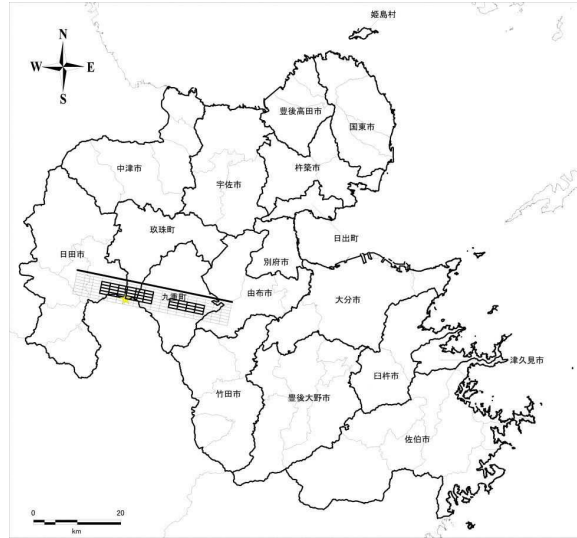 姫島村
N
W
E
S
豊後高田市
国東市
中津市
宇佐市
杵築市
玖珠町
日出町
日田市
別府市
九重町
由布市
大分市
津久見市
臼杵市
竹田市
豊後大野市
佐伯市
0
20
km